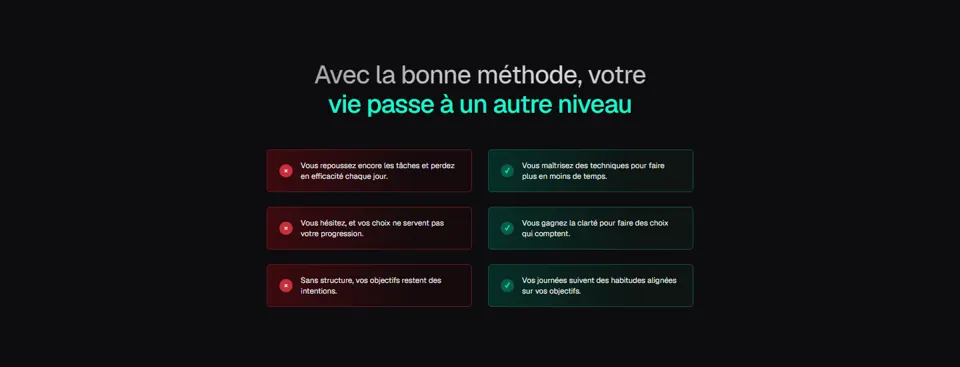 Avec la bonne méthode, votre
vie passe à un autre niveau
Vous repoussez encore les tâches et perdez
en efficacité chaque jour.
Vous maîtrisez des techniques pour faire
plus en moins de temps.
Vous hésitez, et vos choix ne servent pas
votre progression.
Vous gagnez la clarté pour faire des choix
qui comptent.
Sans structure, vos objectifs restent des
intentions.
Vos journées suivent des habitudes alignées
sur vos objectifs.